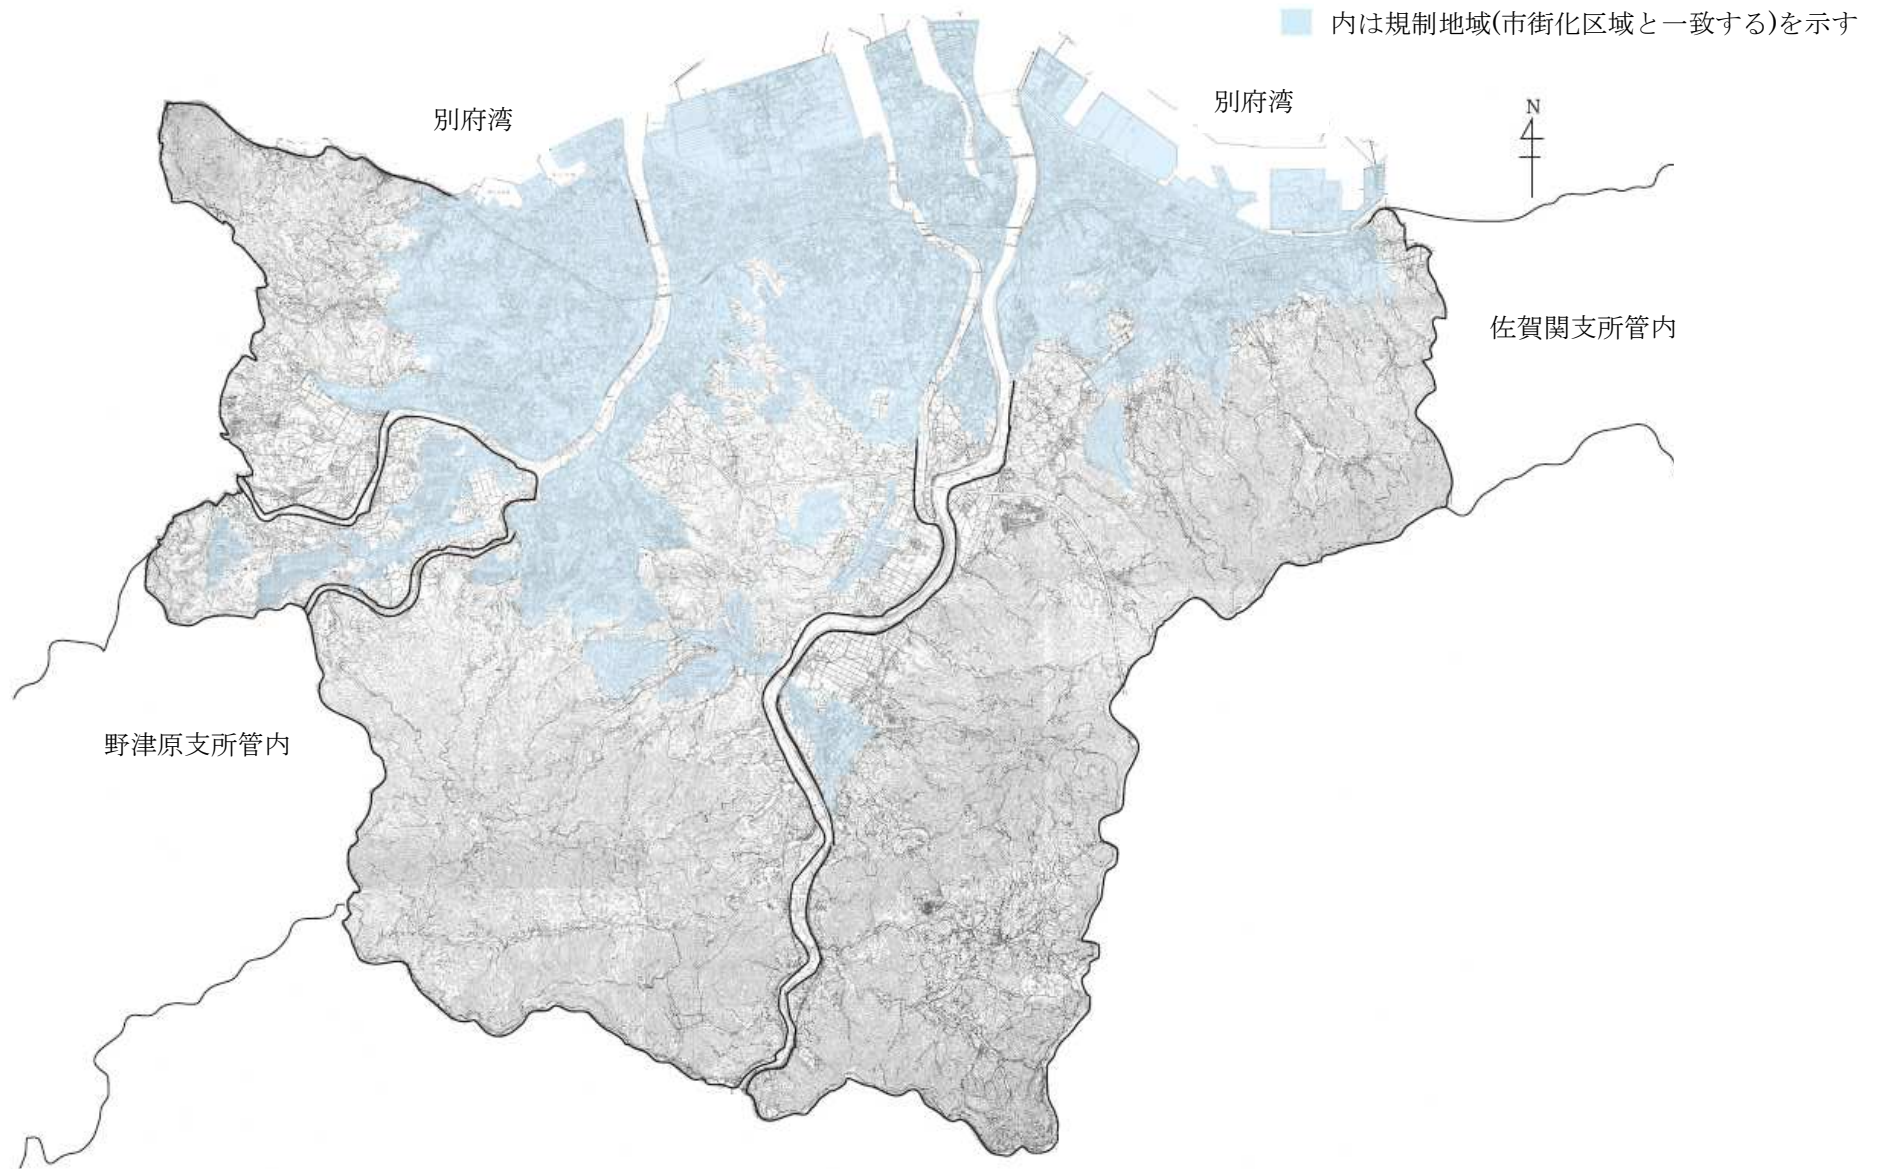 内は規制地域(市街化区域と一致する)を示す
別府湾
別府湾
N
佐賀関支所管内
野津原支所管内